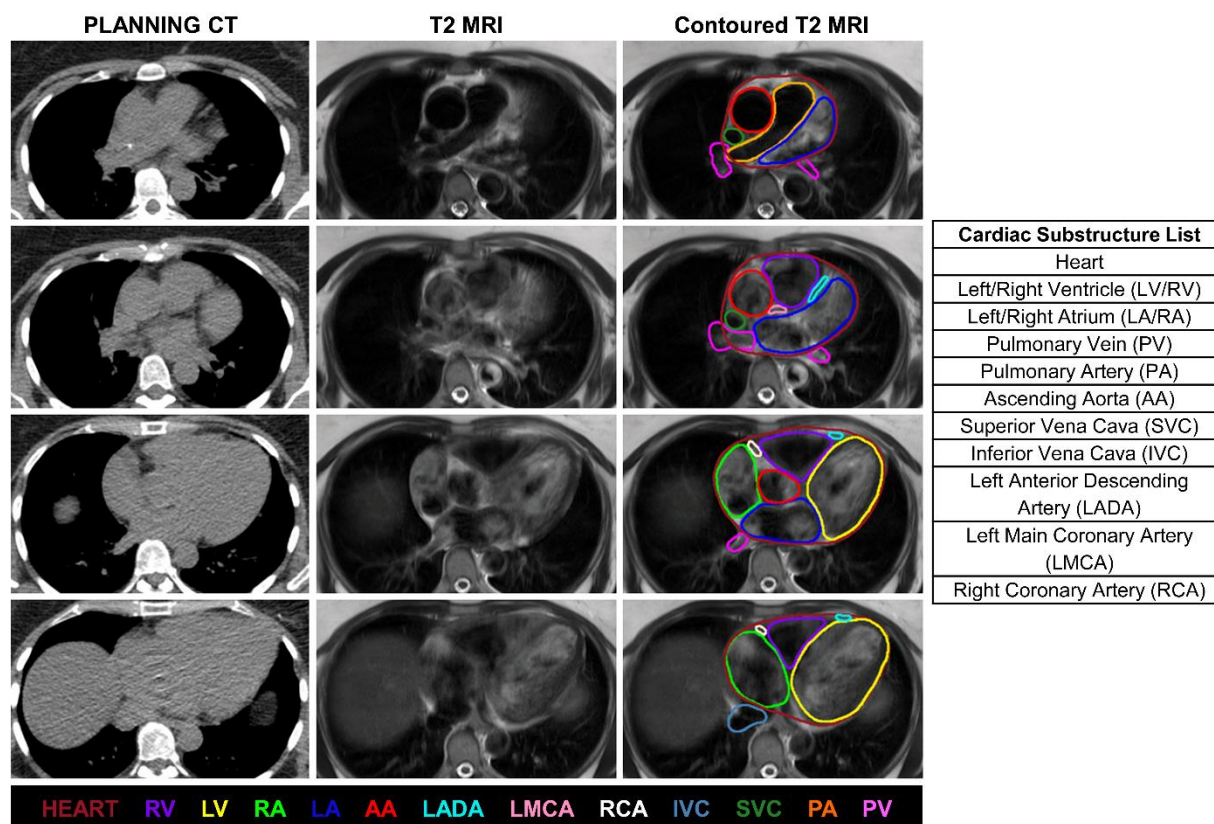 PLANNING CT
T2 MRI
Contoured T2 MRI
Cardiac Substructure List
Heart
Left/Right Ventricle (LV/RV)
Left/Right Atrium (LA/RA)
Pulmonary Vein (PV)
Pulmonary Artery (PA)
Ascending Aorta (AA)
Superior Vena Cava (SVC)
Inferior Vena Cava (IVC)
Left Anterior Descending
Artery (LADA)
Left Main Coronary Artery
(LMCA)
Right Coronary Artery (RCA)
HEART RV LV RA LA AA LADA LMCA RCA IVC SVC PA PV